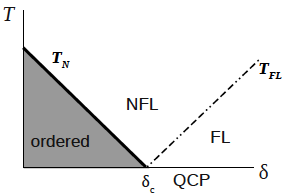 T
T_N
T_FL
NFL
ordered
FL
δ_c
QCP
δ